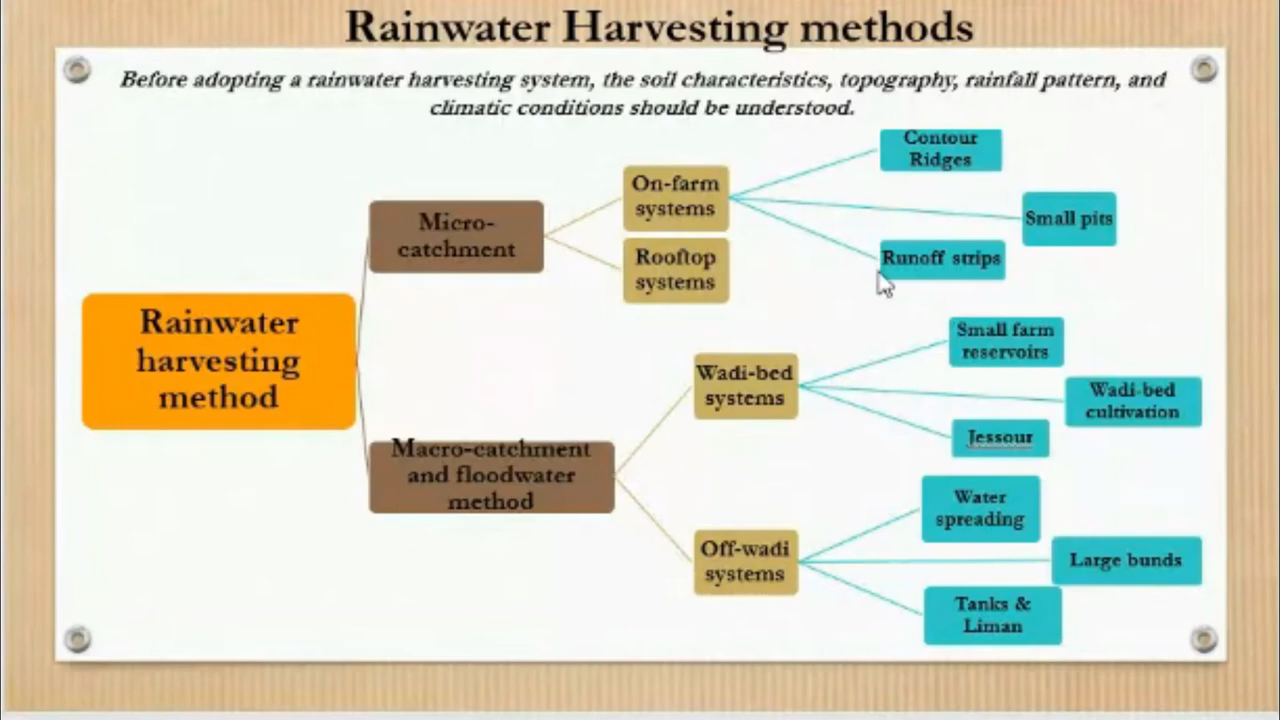 Rainwater Harvesting methods
Before adopting a rainwater harvesting system, the soil characteristics, topography, rainfall pattern, and
climatic conditions should be understood.
Rainwater
harvesting
method
Micro-
catchment
On-farm
systems
Contour
Ridges
Small pits
Runoff strips
Rooftop
systems
Macro-catchment
and floodwater
method
Wadi-bed
systems
Small farm
reservoirs
Wadi-bed
cultivation
Jessour
Off-wadi
systems
Water
spreading
Large bunds
Tanks &
Liman